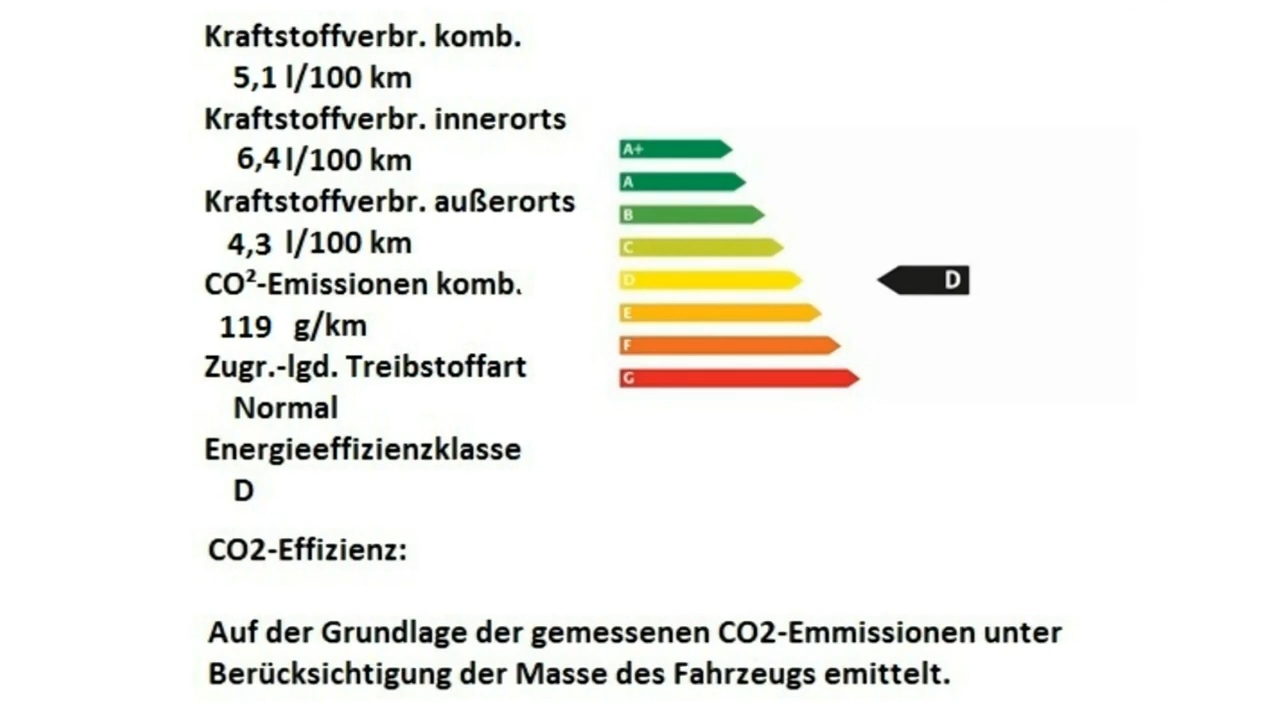 Kraftstoffverbr. komb.
5,1 l/100 km
Kraftstoffverbr. innerorts
6,4 l/100 km
Kraftstoffverbr. außerorts
4,3 l/100 km
CO²-Emissionen komb.
119 g/km
Zugr.-lgd. Treibstoffart
Normal
Energieeffizienzklasse
D
A+
A
B
C
D
D
E
F
G
CO2-Effizienz:
Auf der Grundlage der gemessenen CO2-Emmissionen unter
Berücksichtigung der Masse des Fahrzeugs emittelt.